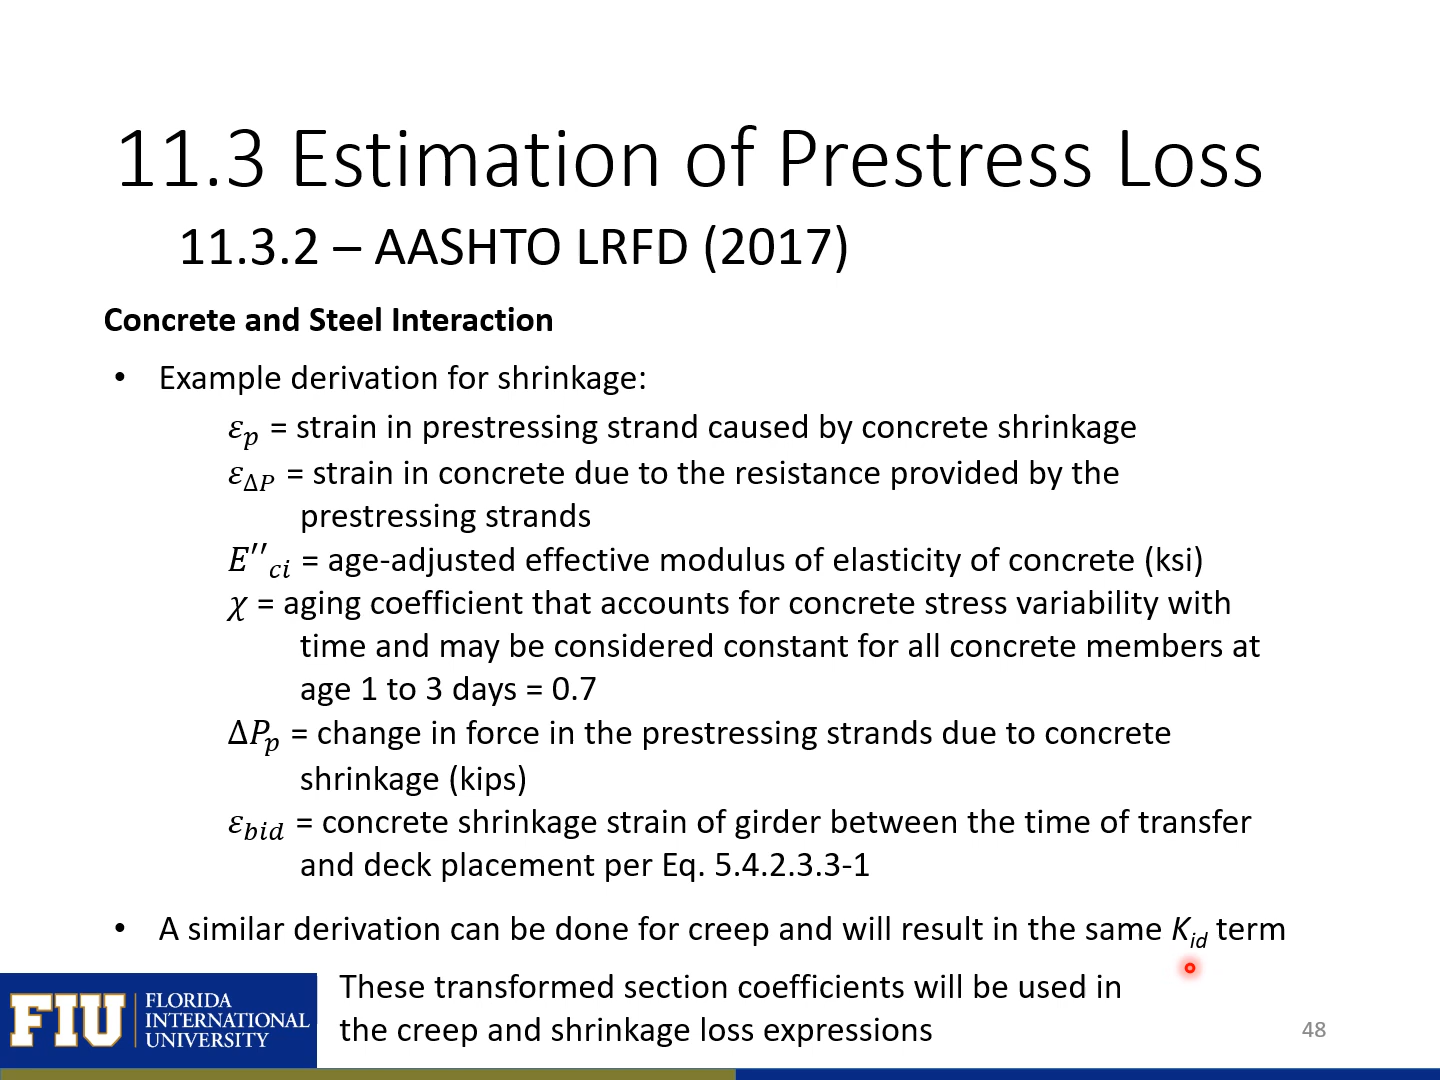 11.3 Estimation of Prestress Loss
11.3.2 – AASHTO LRFD (2017)
Concrete and Steel Interaction
• Example derivation for shrinkage:
ε_p = strain in prestressing strand caused by concrete shrinkage
ε_ΔP = strain in concrete due to the resistance provided by the
prestressing strands
E″_ci = age-adjusted effective modulus of elasticity of concrete (ksi)
χ = aging coefficient that accounts for concrete stress variability with
time and may be considered constant for all concrete members at
age 1 to 3 days = 0.7
ΔP_p = change in force in the prestressing strands due to concrete
shrinkage (kips)
ε_bid = concrete shrinkage strain of girder between the time of transfer
and deck placement per Eq. 5.4.2.3.3-1
• A similar derivation can be done for creep and will result in the same K_id term
These transformed section coefficients will be used in
the creep and shrinkage loss expressions
FIU
FLORIDA
INTERNATIONAL
UNIVERSITY
48